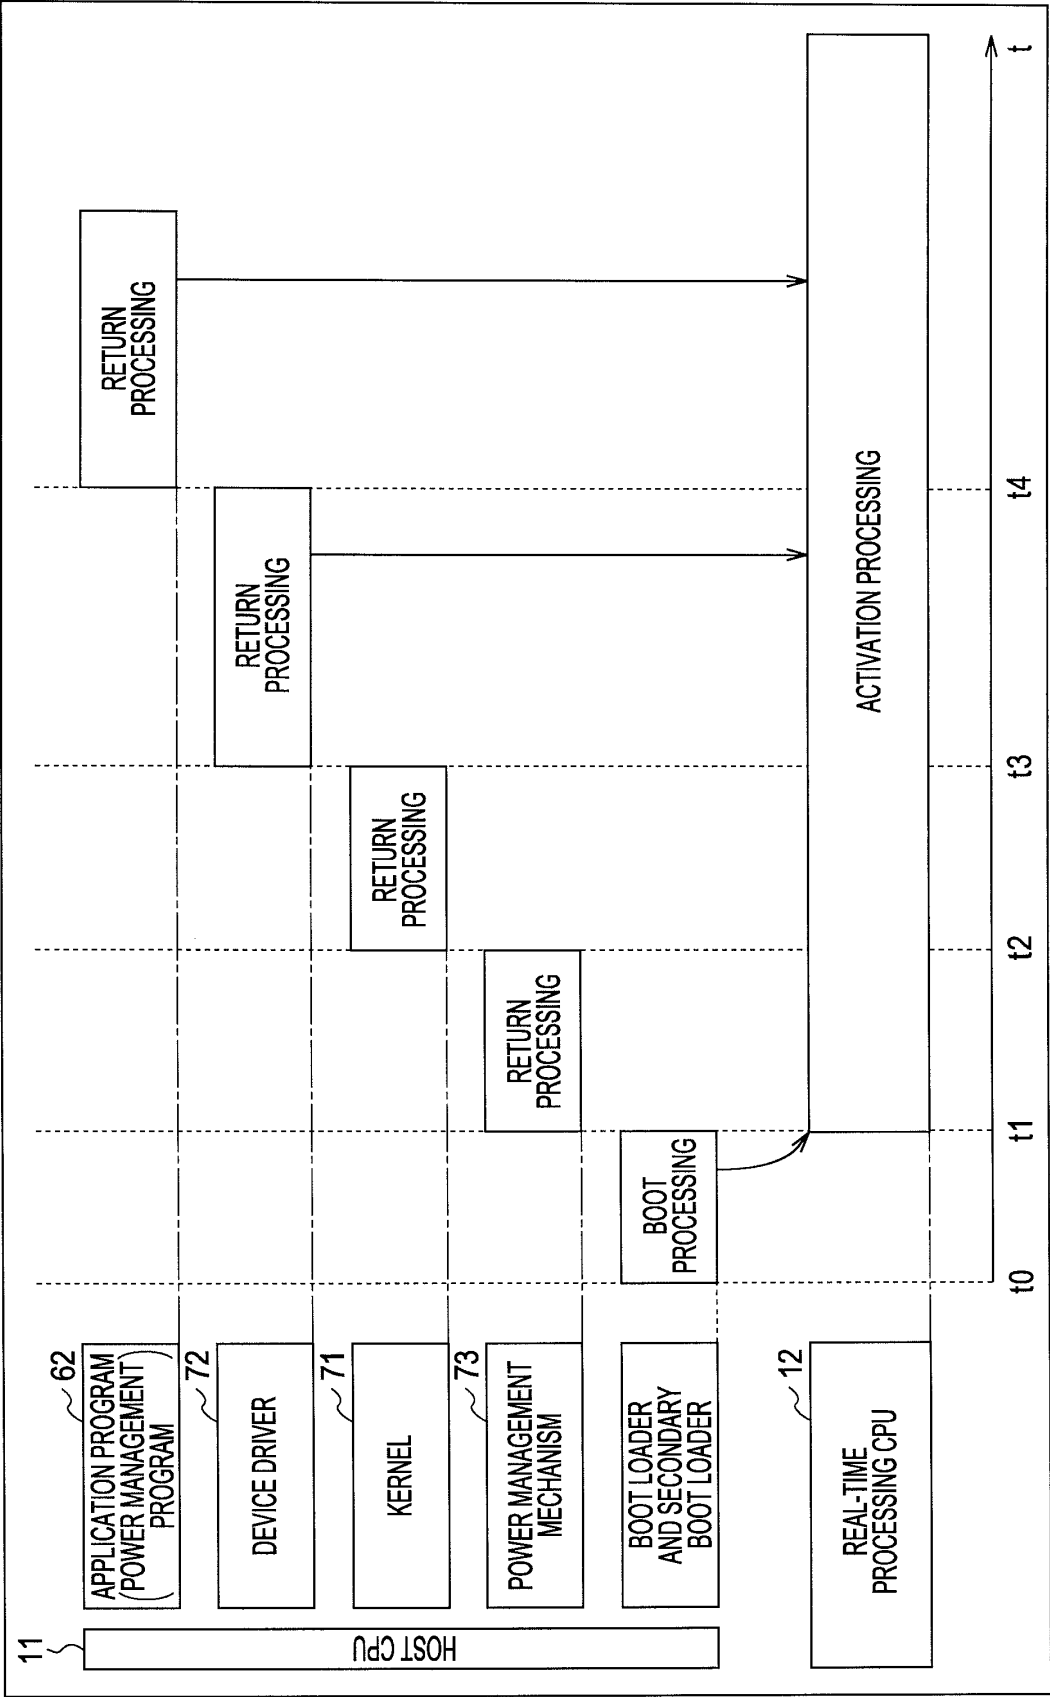 11
HOST CPU
62
APPLICATION PROGRAM
(POWER MANAGEMENT
PROGRAM)
RETURN
PROCESSING
72
DEVICE DRIVER
RETURN
PROCESSING
71
KERNEL
RETURN
PROCESSING
73
POWER MANAGEMENT
MECHANISM
RETURN
PROCESSING
BOOT LOADER
AND SECONDARY
BOOT LOADER
BOOT
PROCESSING
12
REAL-TIME
PROCESSING CPU
ACTIVATION PROCESSING
t0
t1
t2
t3
t4
t